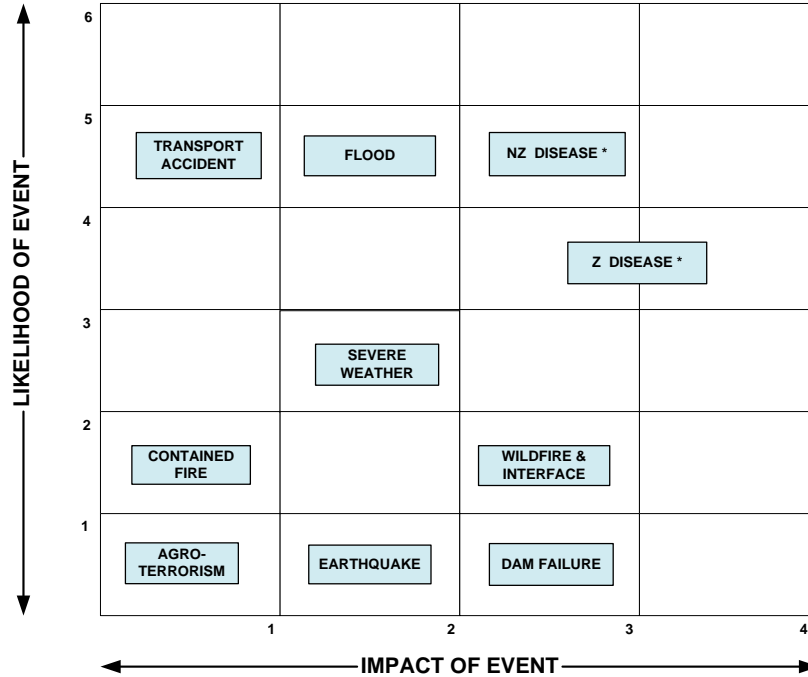 6
5
TRANSPORT
ACCIDENT
FLOOD
NZ DISEASE *
4
Z DISEASE *
3
SEVERE
WEATHER
2
CONTAINED
FIRE
WILDFIRE &
INTERFACE
1
AGRO-
TERRORISM
EARTHQUAKE
DAM FAILURE
1
2
3
4
LIKELIHOOD OF EVENT
IMPACT OF EVENT